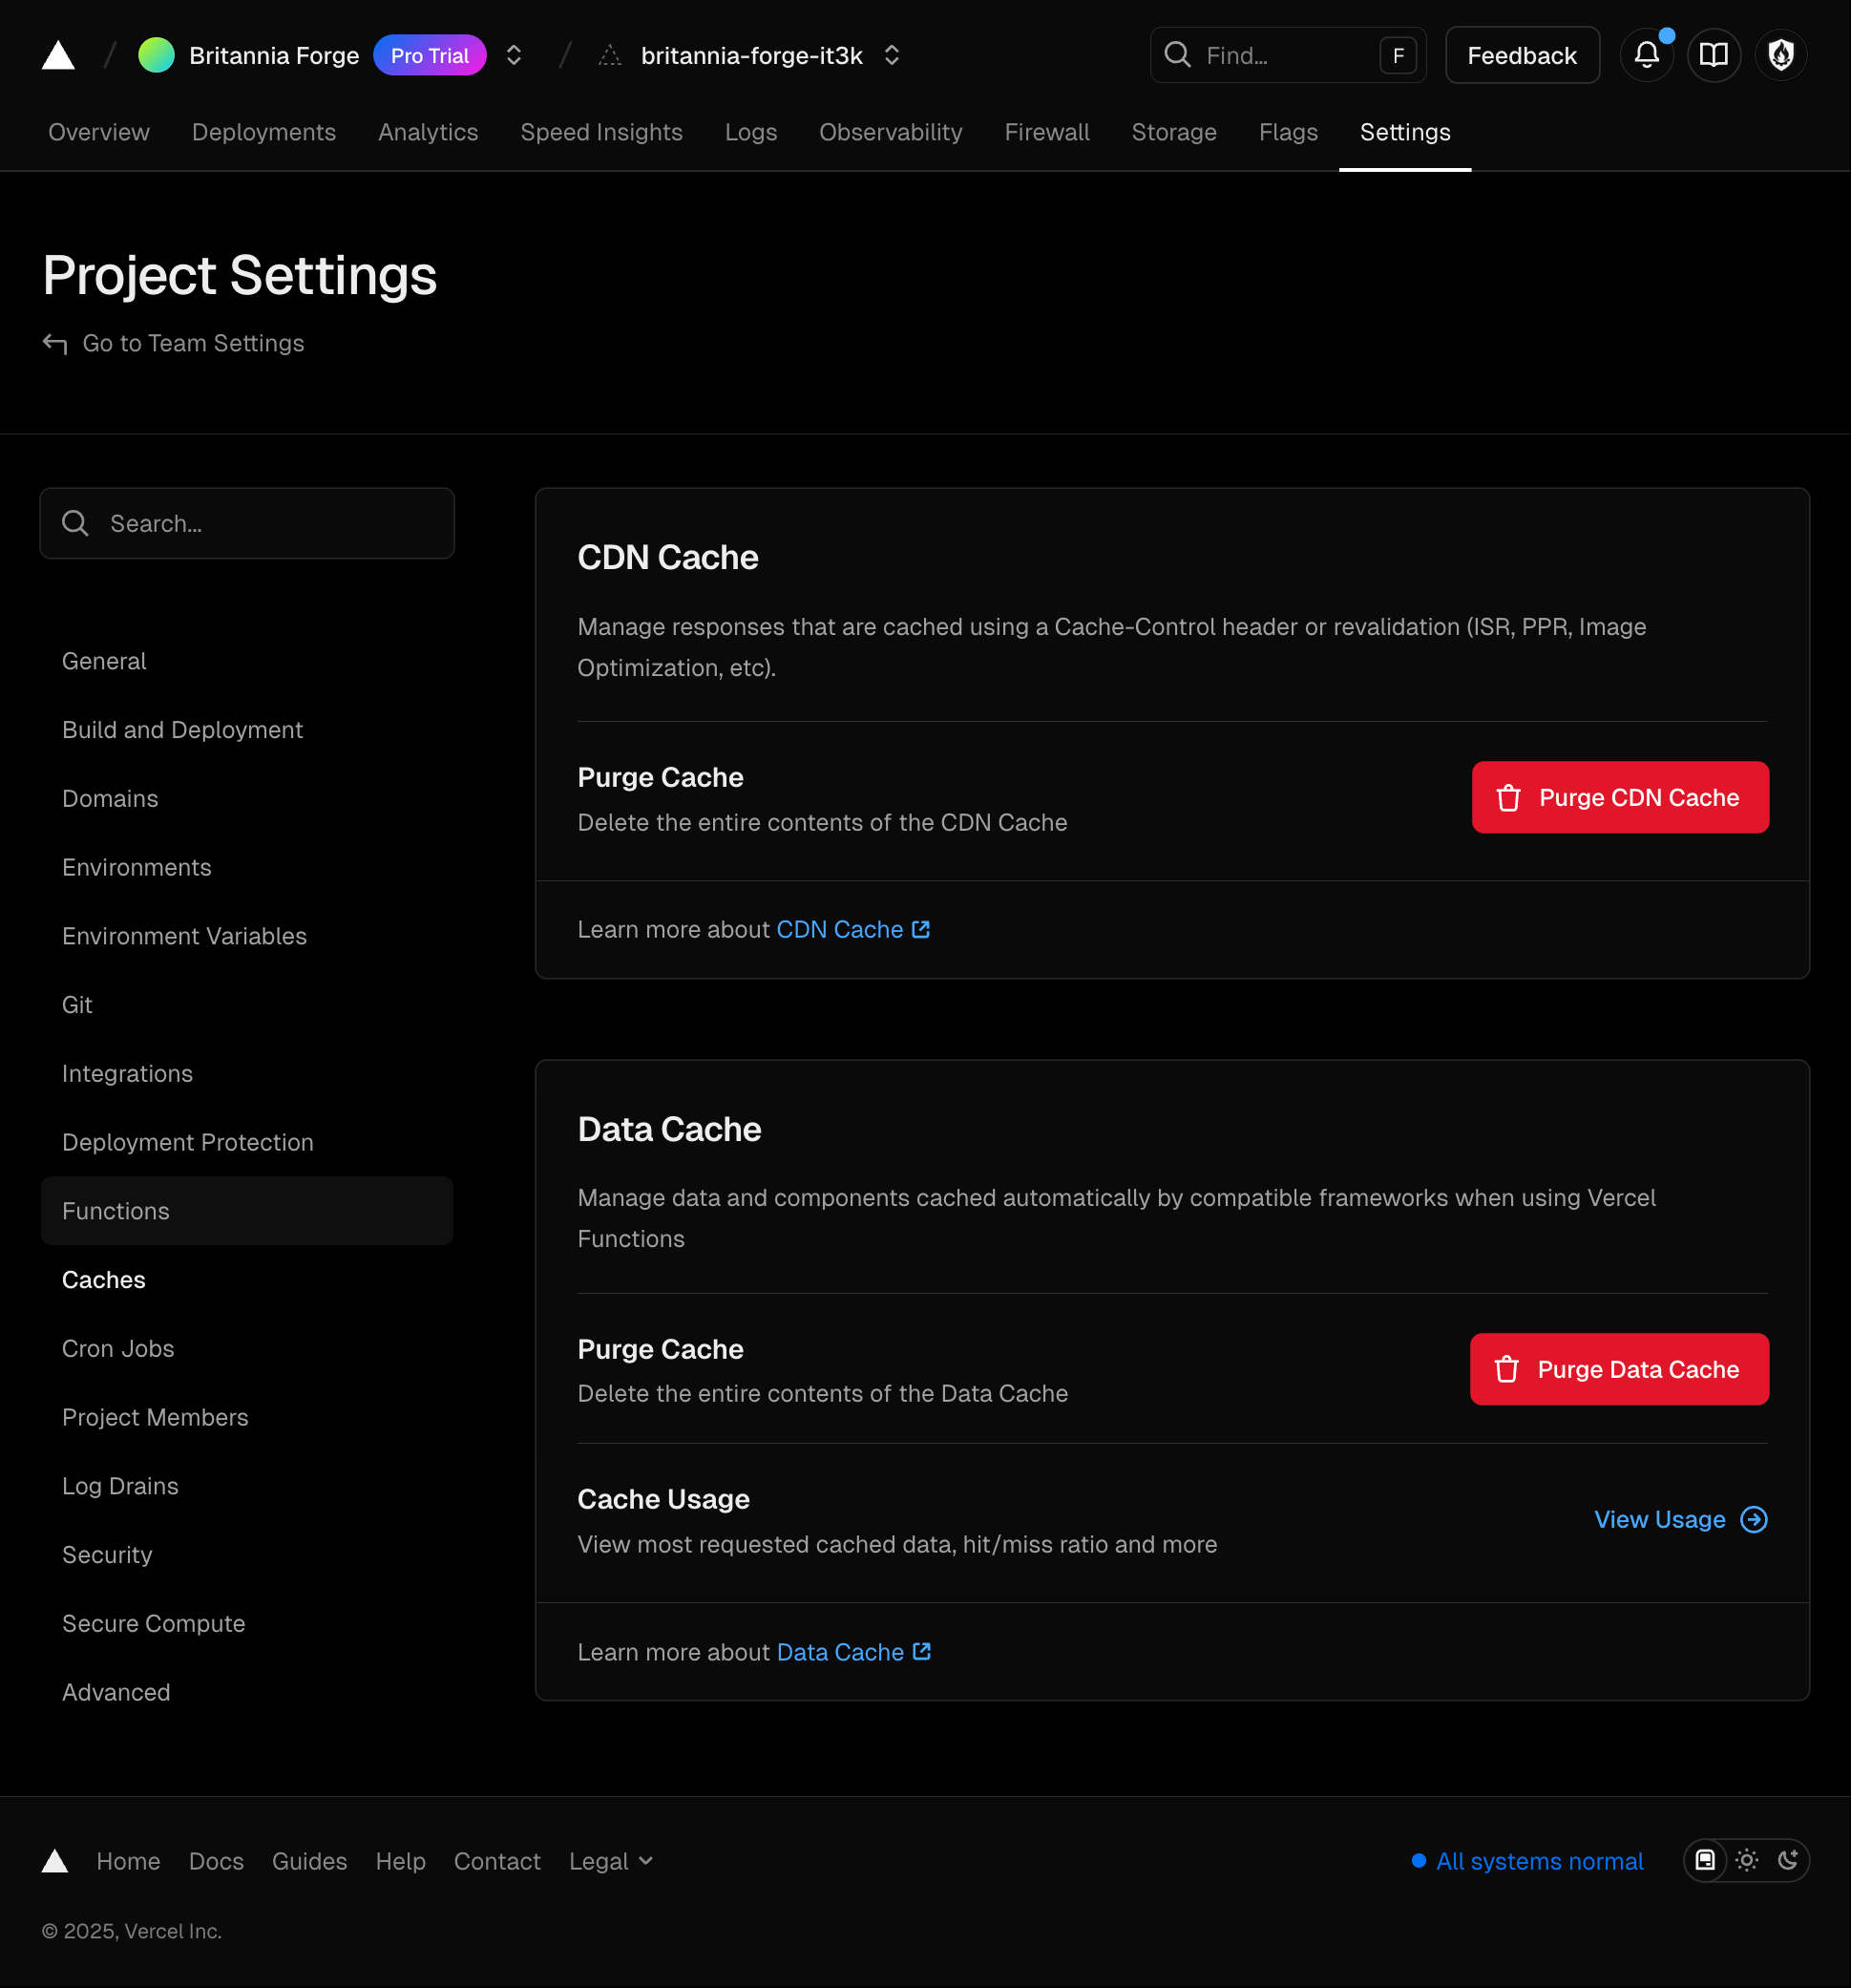 Britannia Forge Pro Trial britannia-forge-it3k Find... F Feedback
Overview Deployments Analytics Speed Insights Logs Observability Firewall Storage Flags Settings
Project Settings
Go to Team Settings
Search...
General
Build and Deployment
Domains
Environments
Environment Variables
Git
Integrations
Deployment Protection
Functions
Caches
Cron Jobs
Project Members
Log Drains
Security
Secure Compute
Advanced
CDN Cache
Manage responses that are cached using a Cache-Control header or revalidation (ISR, PPR, Image
Optimization, etc).
Purge Cache
Delete the entire contents of the CDN Cache
Purge CDN Cache
Learn more about CDN Cache
Data Cache
Manage data and components cached automatically by compatible frameworks when using Vercel
Functions
Purge Cache
Delete the entire contents of the Data Cache
Purge Data Cache
Cache Usage
View most requested cached data, hit/miss ratio and more
View Usage
Learn more about Data Cache
Home Docs Guides Help Contact Legal
All systems normal
© 2025, Vercel Inc.